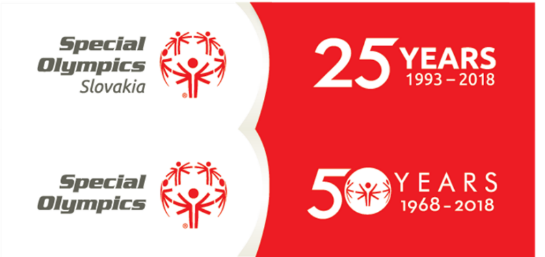 Special
Olympics
Slovakia
25 YEARS
1993 – 2018
Special
Olympics
50 YEARS
1968 – 2018